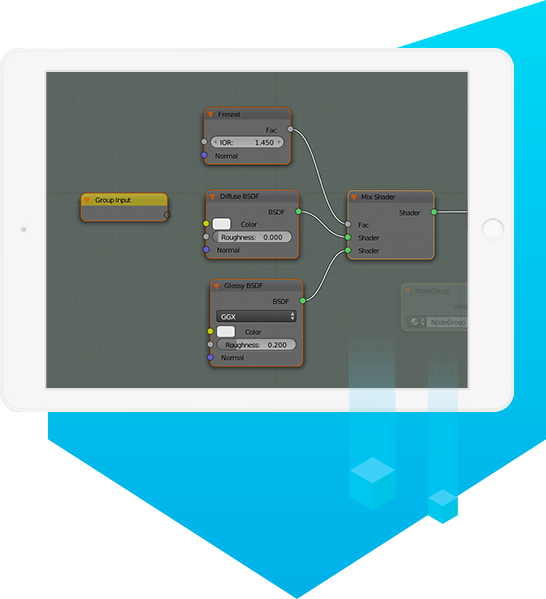 Fresnel
Fac
IOR: 1.450
Normal
Group Input
Diffuse BSDF
BSDF
Color
Roughness: 0.000
Normal
Mix Shader
Shader
Fac
Shader
Shader
Glossy BSDF
BSDF
GGX
Color
Roughness: 0.200
Normal
NodeGroup
NodeGroup